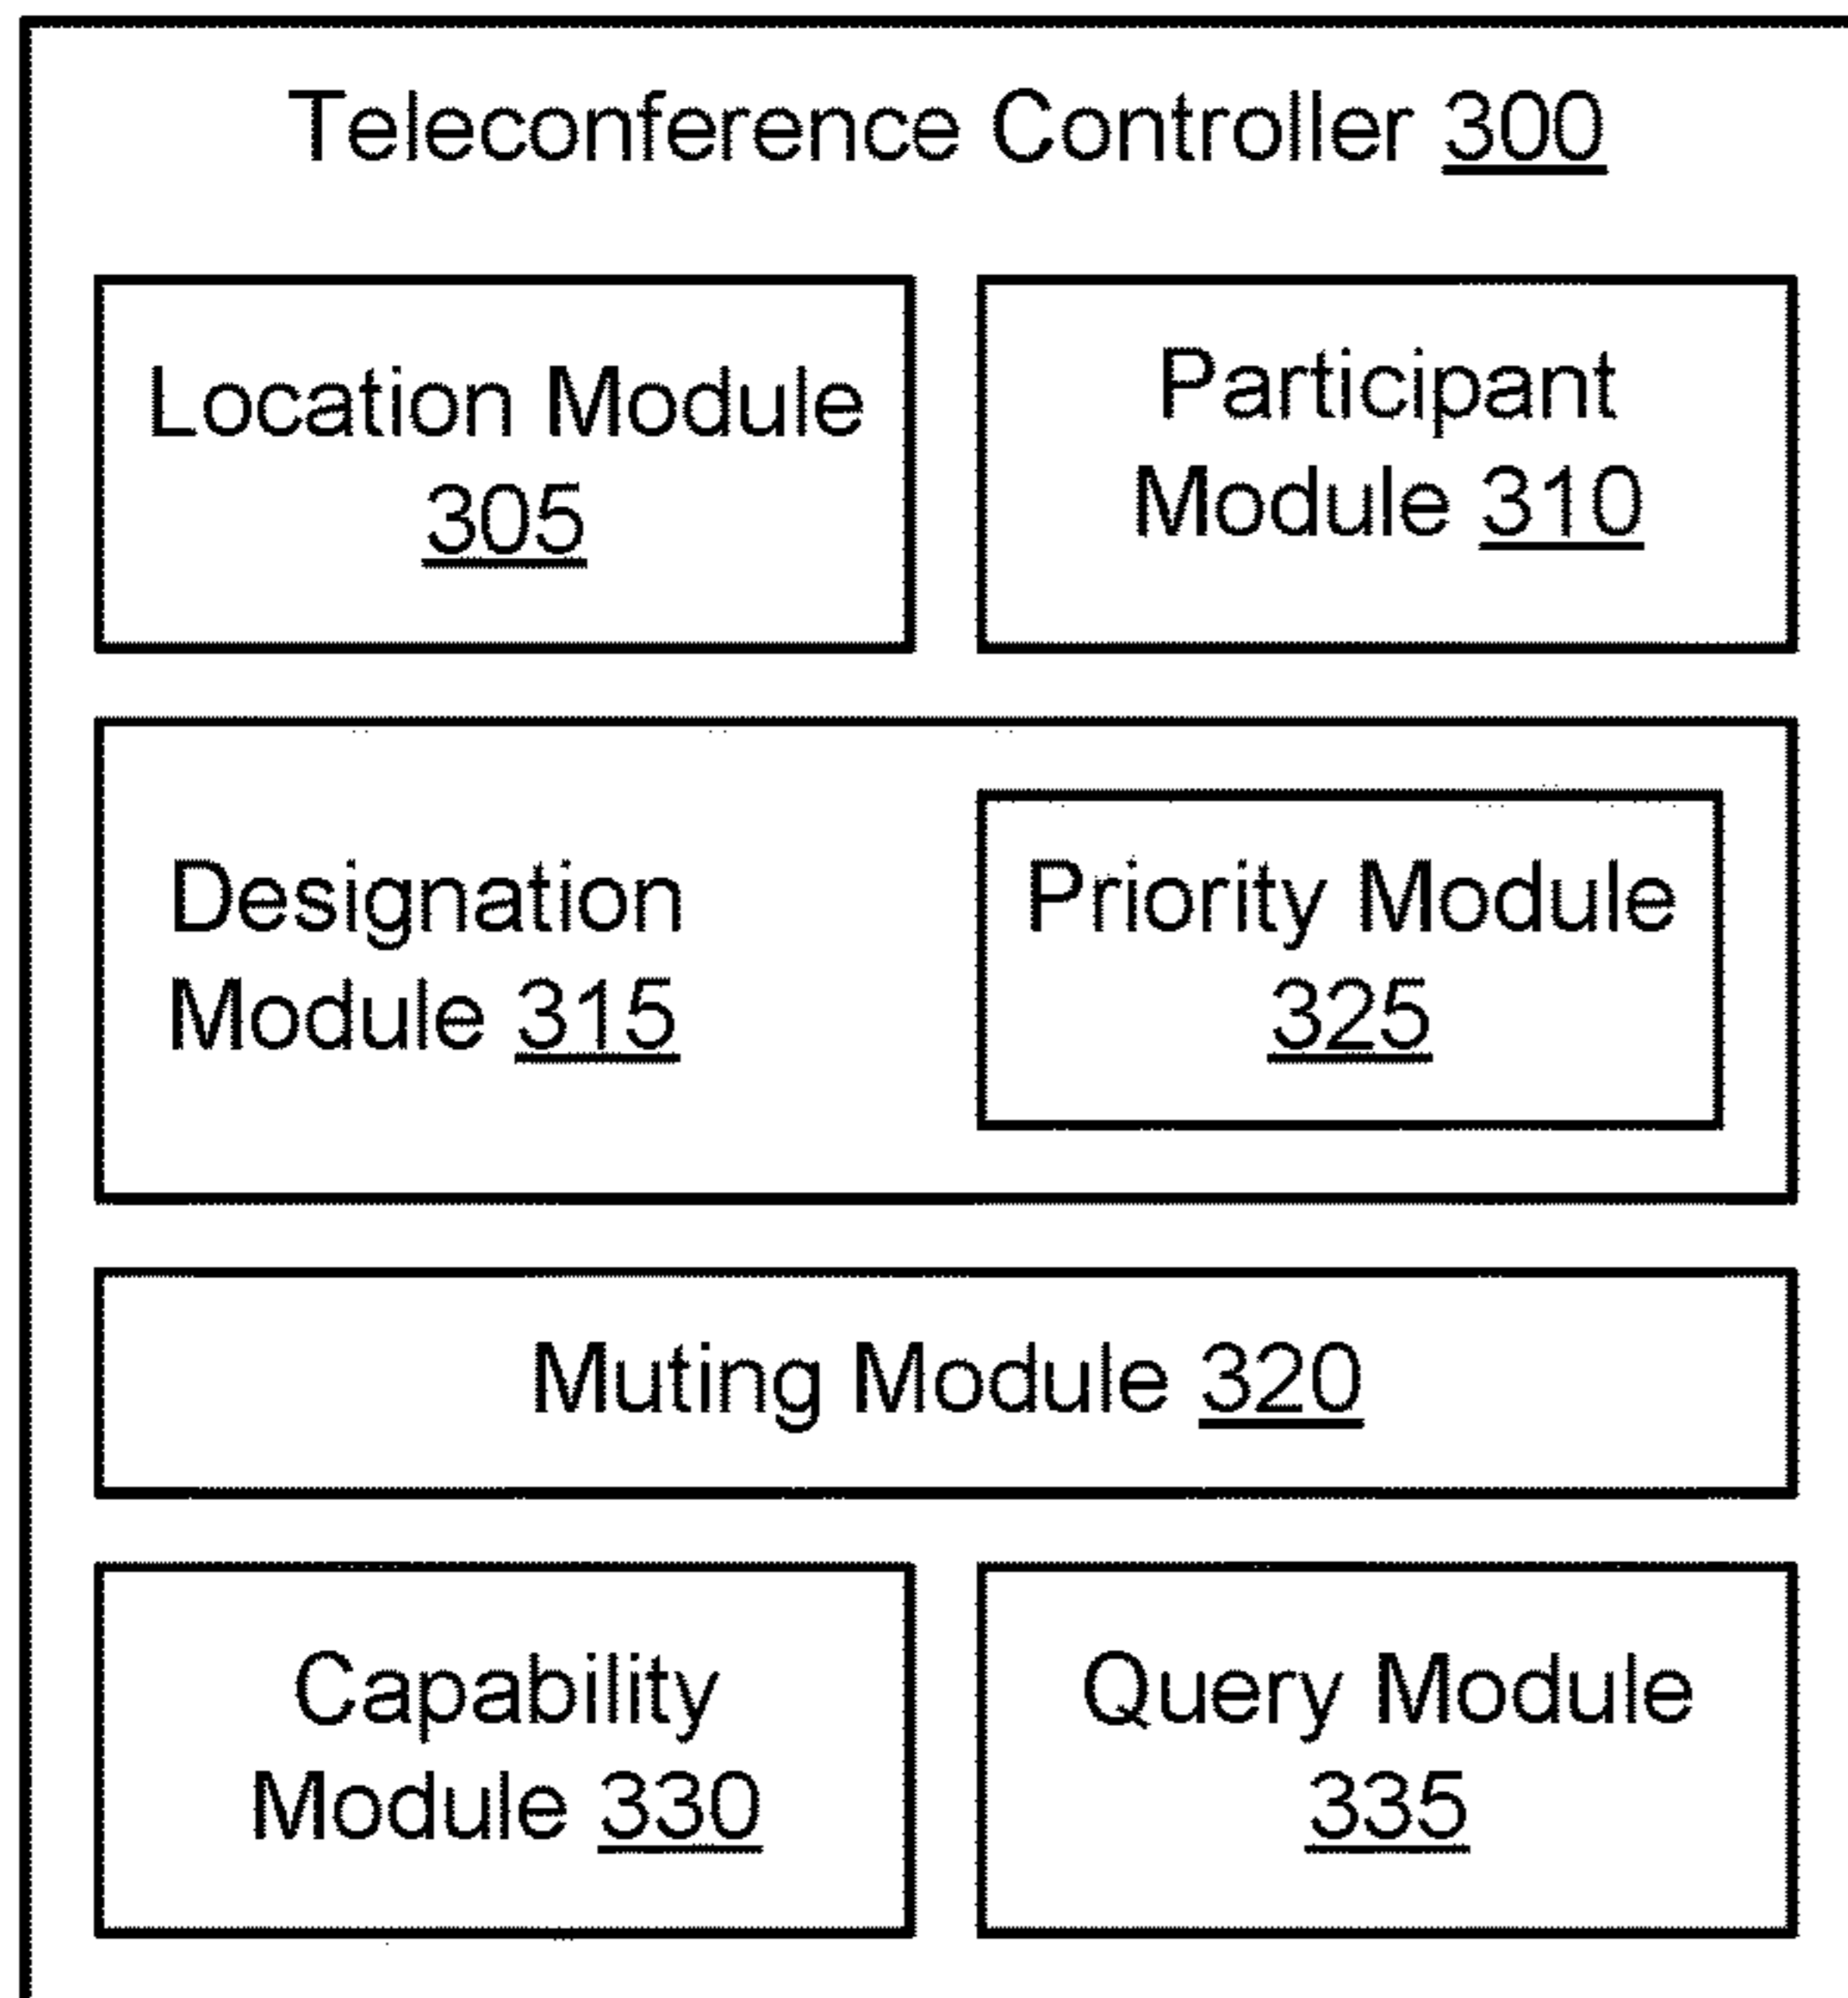 Teleconference Controller 300
Location Module
305
Participant
Module 310
Designation
Module 315
Priority Module
325
Muting Module 320
Capability
Module 330
Query Module
335